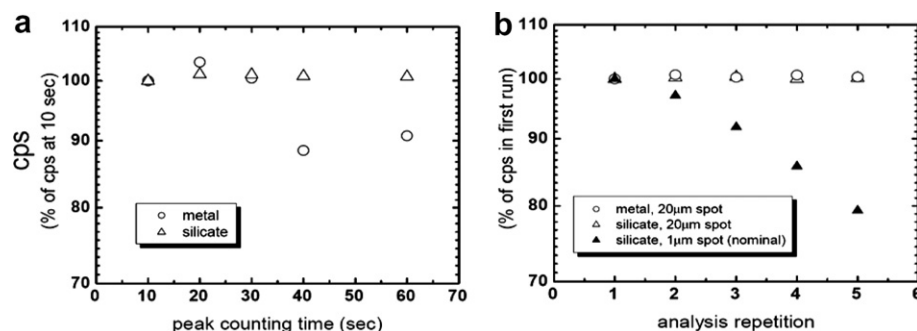 a
110
100
90
80
70
cps
(% of cps at 10 sec)
metal
silicate
0 10 20 30 40 50 60 70
peak counting time (sec)
b
110
100
90
80
70
(% of cps in first run)
metal, 20µm spot
silicate, 20µm spot
silicate, 1µm spot (nominal)
0 1 2 3 4 5 6
analysis repetition